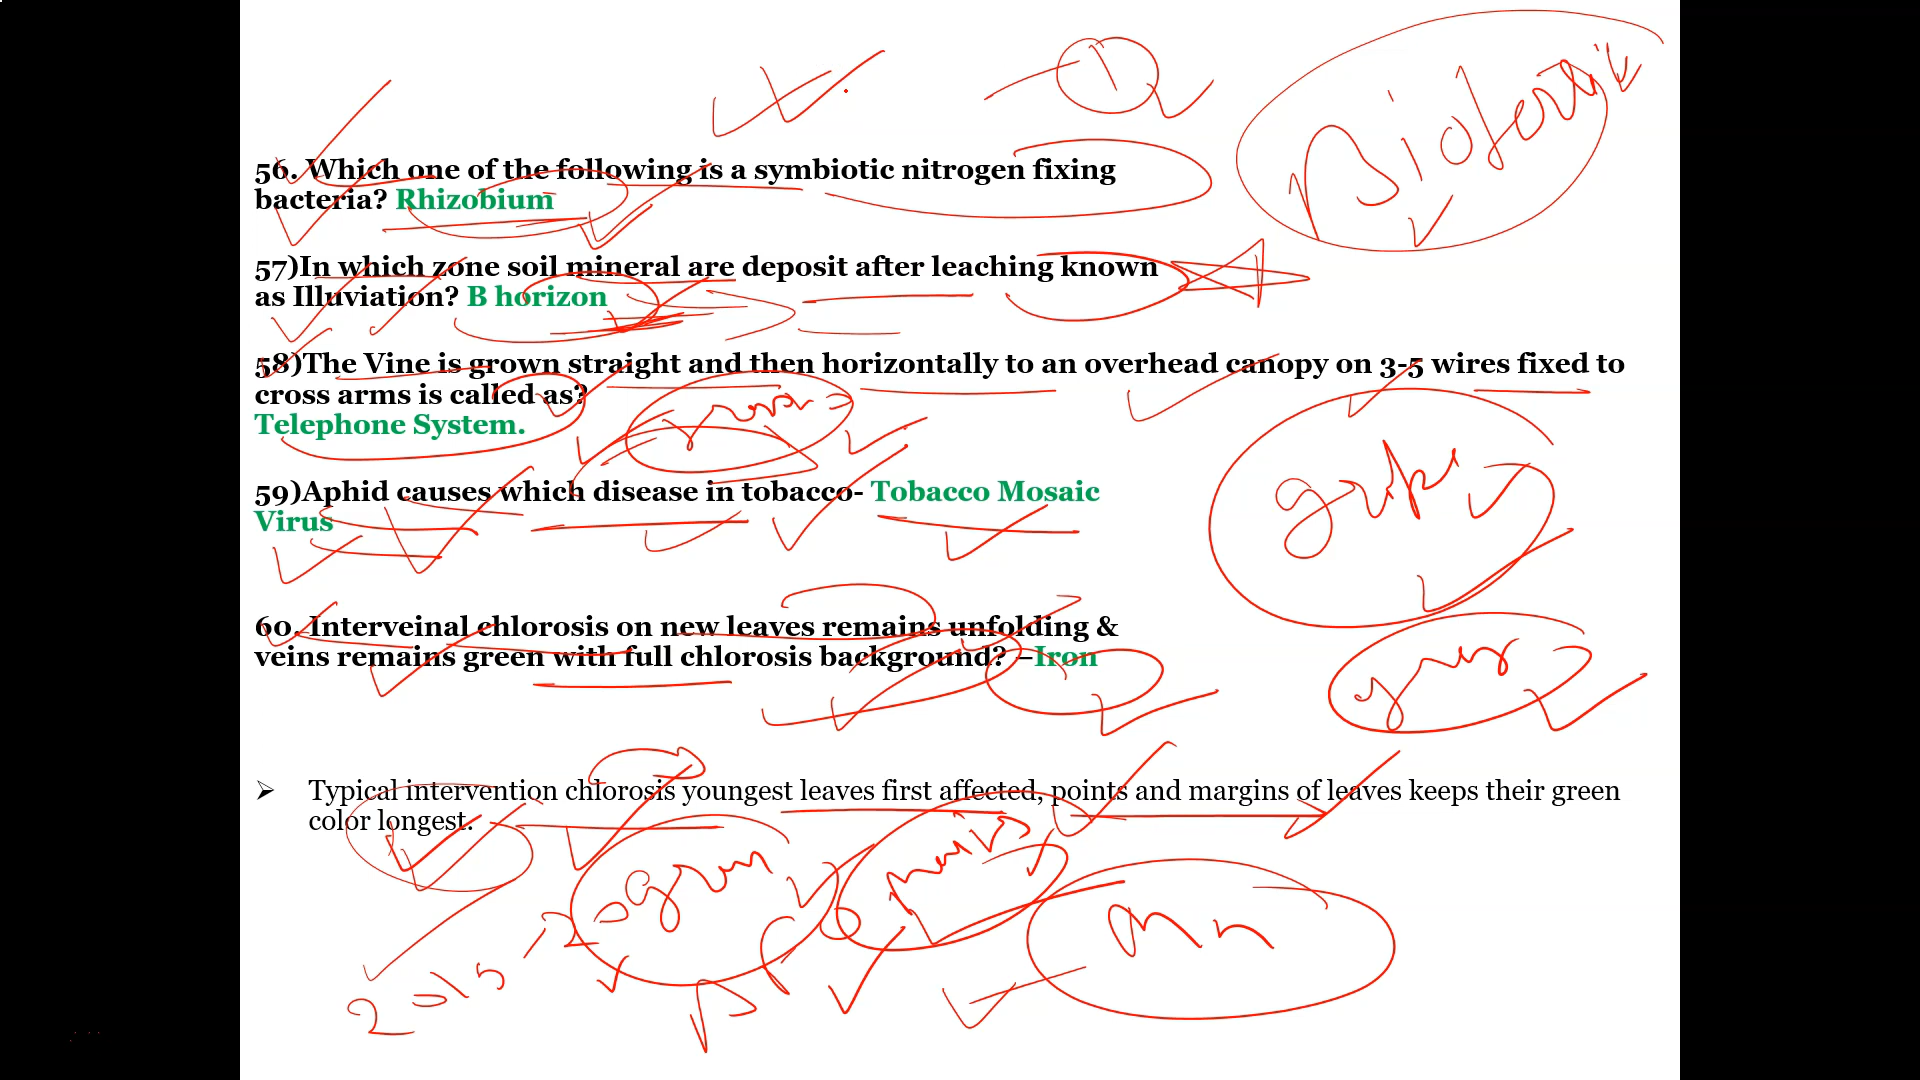 56. Which one of the following is a symbiotic nitrogen fixing
bacteria? Rhizobium
57)In which zone soil mineral are deposit after leaching known
as Illuviation? B horizon
58)The Vine is grown straight and then horizontally to an overhead canopy on 3-5 wires fixed to
cross arms is called as?
Telephone System.
59)Aphid causes which disease in tobacco- Tobacco Mosaic
Virus
60. Interveinal chlorosis on new leaves remains unfolding &
veins remains green with full chlorosis background? –Iron
➢ Typical intervention chlorosis youngest leaves first affected, points and margins of leaves keeps their green
color longest.
Mn